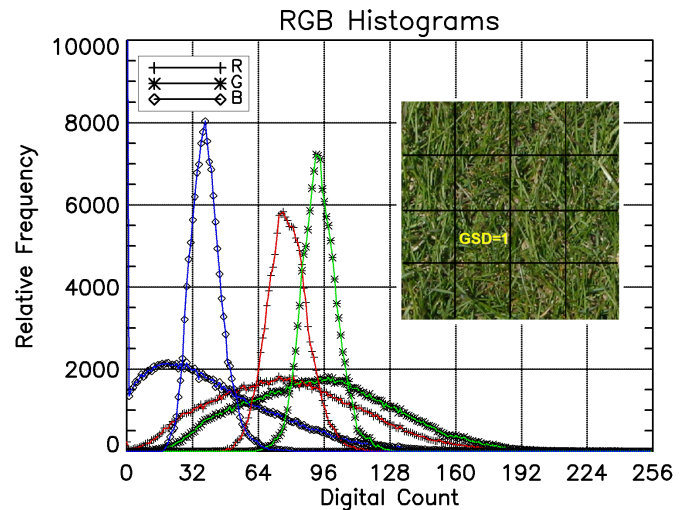 RGB Histograms
Relative Frequency
10000
8000
6000
4000
2000
0
R
G
B
GSD=1
0 32 64 96 128 160 192 224 256
Digital Count